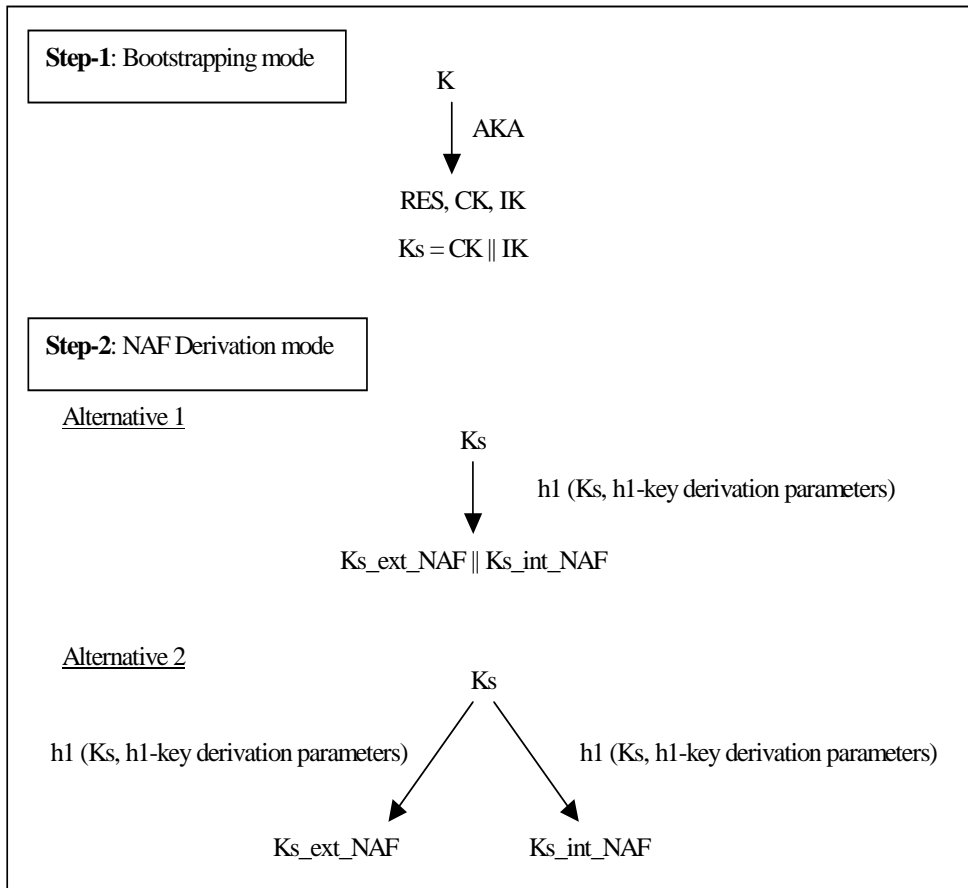 Step-1: Bootstrapping mode
K
AKA
RES, CK, IK
Ks = CK || IK
Step-2: NAF Derivation mode
Alternative 1
Ks
h1 (Ks, h1-key derivation parameters)
Ks_ext_NAF || Ks_int_NAF
Alternative 2
Ks
h1 (Ks, h1-key derivation parameters)
h1 (Ks, h1-key derivation parameters)
Ks_ext_NAF
Ks_int_NAF